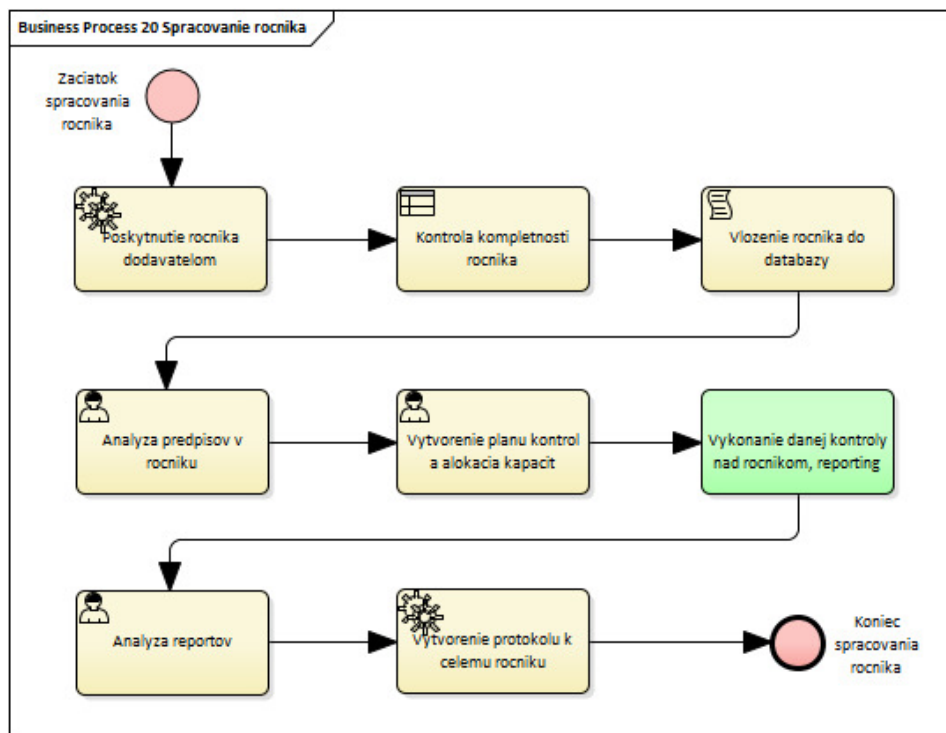 Business Process 20 Spracovanie rocnika
Zaciatok
spracovania
rocnika
Poskytnutie rocnika
dodavatelom
Kontrola kompletnosti
rocnika
Vlozenie rocnika do
databazy
Analyza predpisov v
rocniku
Vytvorenie planu kontrol
a alokacia kapacit
Vykonanie danej kontroly
nad rocnikom, reporting
Analyza reportov
Vytvorenie protokolu k
celemu rocniku
Koniec
spracovania
rocnika